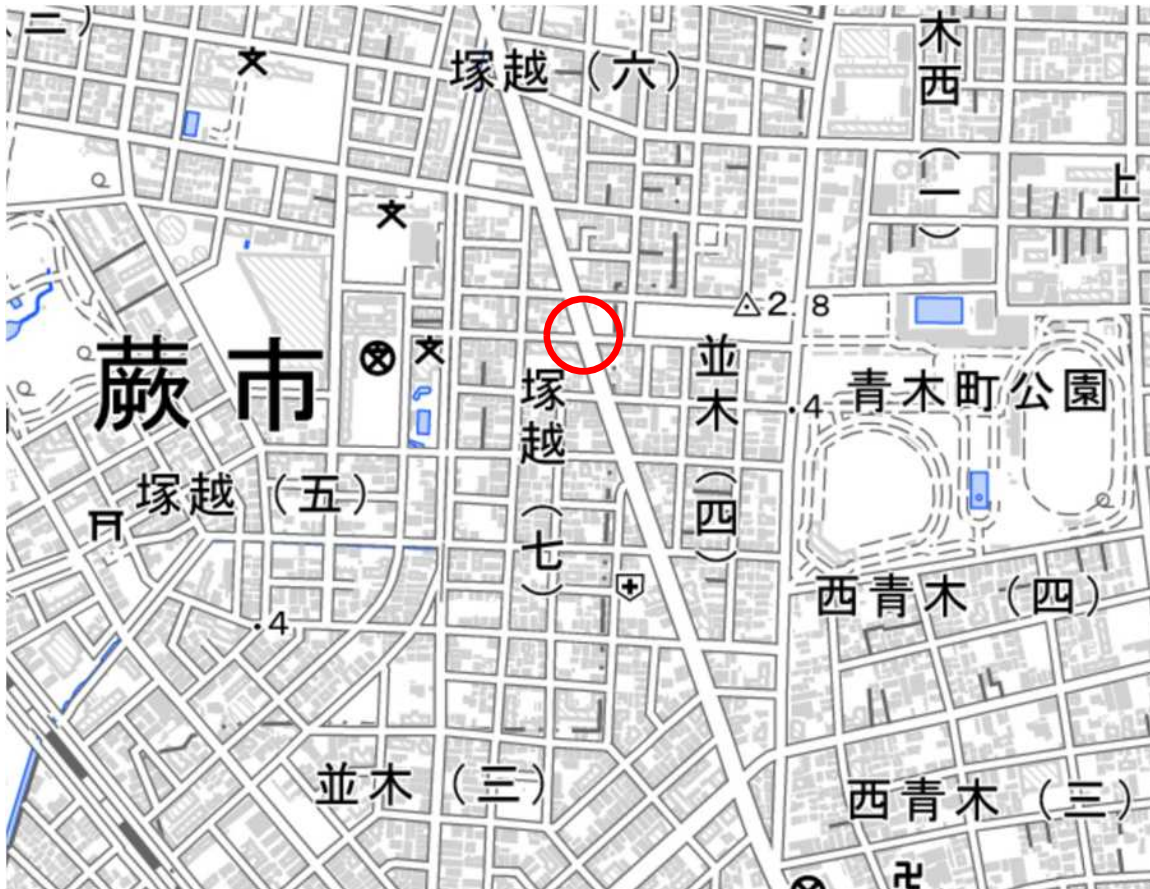 塚越(六)
木西(一)
上
2.8
蕨市
並木(四)
4
青木町公園
塚越(七)
塚越(五)
西青木(四)
4
並木(三)
西青木(三)